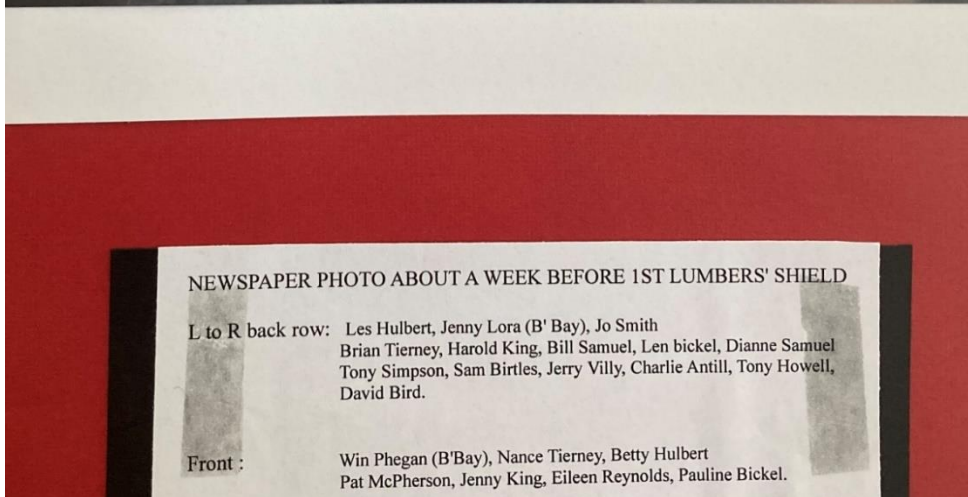 NEWSPAPER PHOTO ABOUT A WEEK BEFORE 1ST LUMBERS' SHIELD
L to R back row: Les Hulbert, Jenny Lora (B' Bay), Jo Smith
Brian Tierney, Harold King, Bill Samuel, Len bickel, Dianne Samuel
Tony Simpson, Sam Birtles, Jerry Villy, Charlie Antill, Tony Howell,
David Bird.
Front : Win Phegan (B'Bay), Nance Tierney, Betty Hulbert
Pat McPherson, Jenny King, Eileen Reynolds, Pauline Bickel.